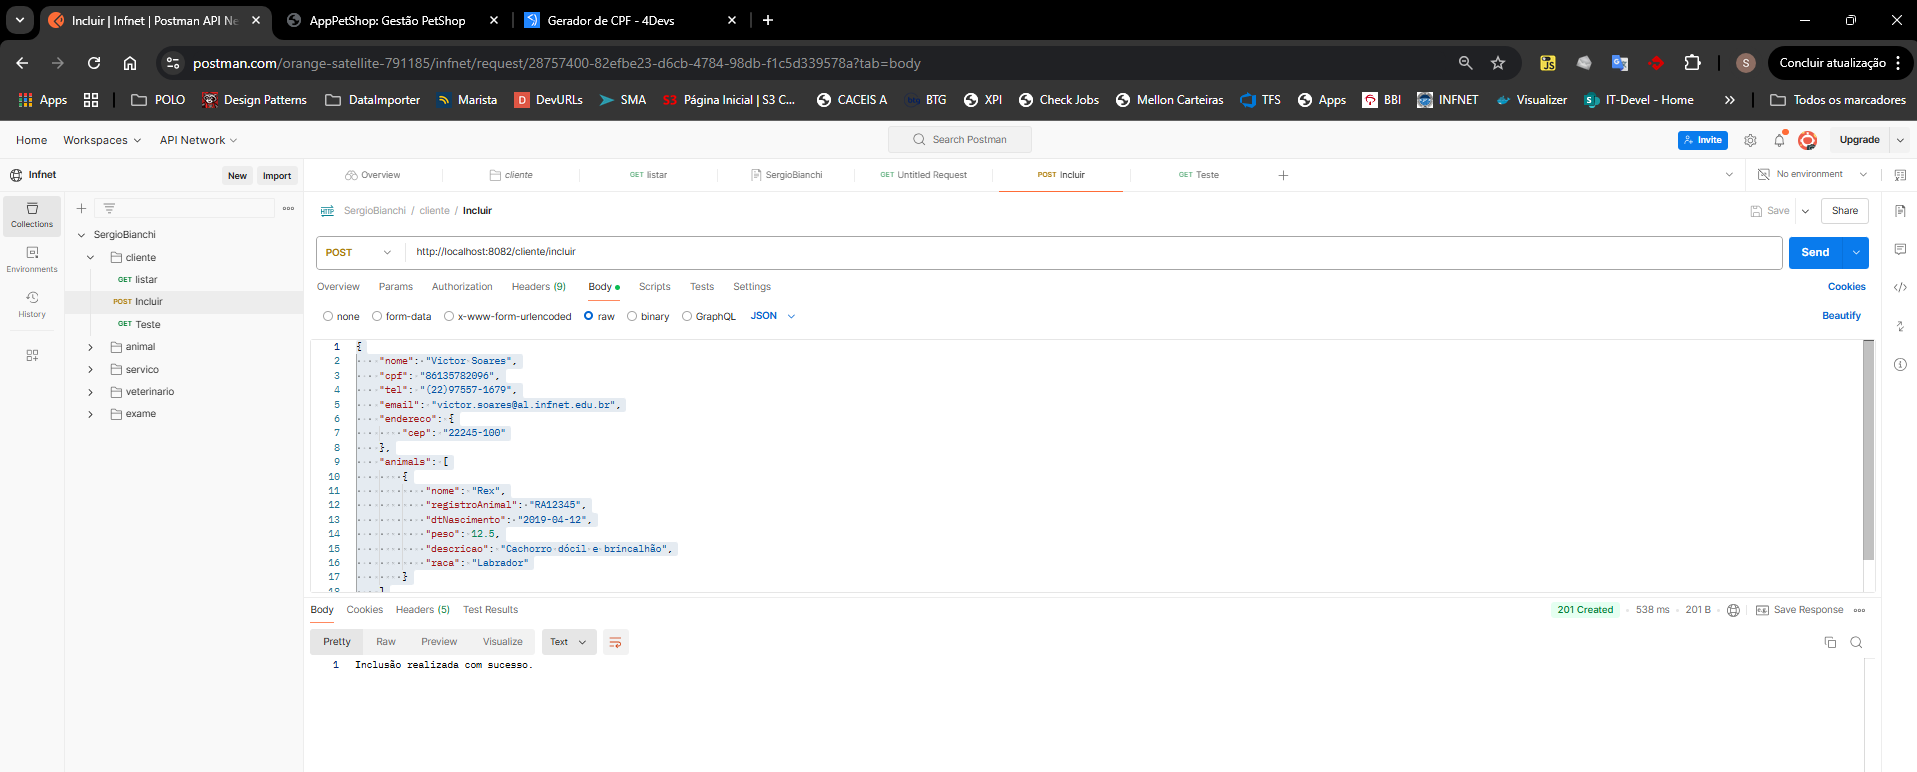 Incluir | Infnet | Postman API Ne
AppPetShop: Gestão PetShop
Gerador de CPF - 4Devs
postman.com/orange-satellite-791185/infnet/request/28757400-82efbe23-d6cb-4784-98db-f1c5d339578a?tab=body
S
Concluir atualização
Apps
POLO
Design Patterns
DataImporter
Marista
DevURLs
SMA
Página Inicial | S3 C...
CACEIS A
BTG
XPI
Check Jobs
Mellon Carteiras
TFS
Apps
BBI
INFNET
Visualizer
IT-Devel - Home
Todos os marcadores
Home
Workspaces
API Network
Search Postman
Invite
Upgrade
Infnet
New
Import
Overview
cliente
GET listar
SergioBianchi
GET Untitled Request
POST Incluir
GET Teste
No environment
Collections
Environments
History
SergioBianchi
cliente
GET listar
POST Incluir
GET Teste
animal
servico
veterinario
exame
HTTP
SergioBianchi / cliente / Incluir
Save
Share
POST
http://localhost:8082/cliente/incluir
Send
Overview
Params
Authorization
Headers (9)
Body
Scripts
Tests
Settings
Cookies
none
form-data
x-www-form-urlencoded
raw
binary
GraphQL
JSON
Beautify
1 {
2 "nome": "Victor Soares",
3 "cpf": "86135782096",
4 "tel": "(22)97557-1679",
5 "email": "victor.soares@al.infnet.edu.br",
6 "endereco": {
7 "cep": "22245-100"
8 },
9 "animals": [
10 {
11 "nome": "Rex",
12 "registroAnimal": "RA12345",
13 "dtNascimento": "2019-04-12",
14 "peso": 12.5,
15 "descricao": "Cachorro dócil e brincalhão",
16 "raca": "Labrador"
17 }
18 ]
Body
Cookies
Headers (5)
Test Results
201 Created
538 ms
201 B
Save Response
Pretty
Raw
Preview
Visualize
Text
1 Inclusão realizada com sucesso.